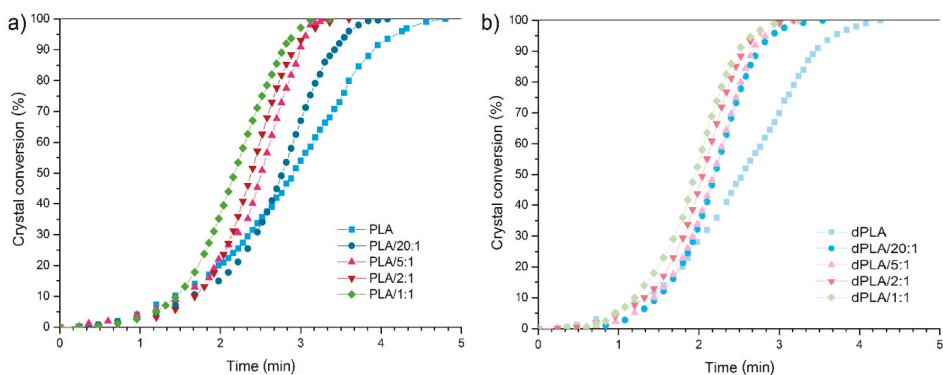 a)
Crystal conversion (%)
100
90
80
70
60
50
40
30
20
10
0
PLA
PLA/20:1
PLA/5:1
PLA/2:1
PLA/1:1
0 1 2 3 4 5
Time (min)
b)
Crystal conversion (%)
100
90
80
70
60
50
40
30
20
10
0
dPLA
dPLA/20:1
dPLA/5:1
dPLA/2:1
dPLA/1:1
0 1 2 3 4 5
Time (min)